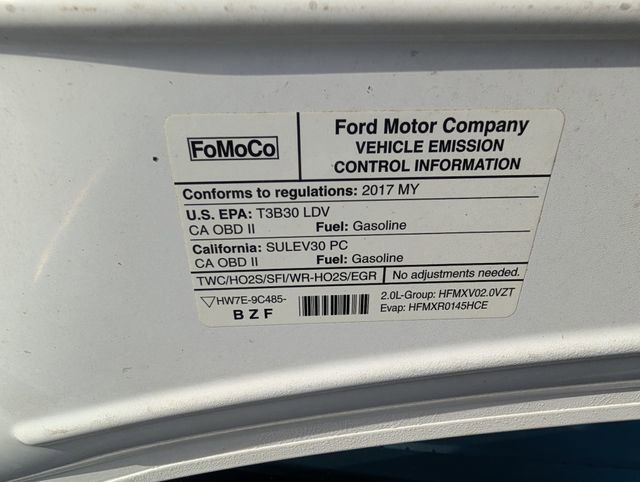 FoMoCo
Ford Motor Company
VEHICLE EMISSION
CONTROL INFORMATION
Conforms to regulations: 2017 MY
U.S. EPA: T3B30 LDV
CA OBD II Fuel: Gasoline
California: SULEV30 PC
CA OBD II Fuel: Gasoline
TWC/HO2S/SFI/WR-HO2S/EGR No adjustments needed.
HW7E-9C485-
BZF
2.0L-Group: HFMXV02.0VZT
Evap: HFMXR0145HCE